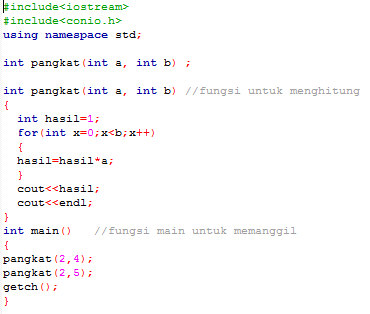 #include<iostream>
#include<conio.h>
using namespace std;
int pangkat(int a, int b) ;
int pangkat(int a, int b) //fungsi untuk menghitung
{
int hasil=1;
for(int x=0;x<b;x++)
{
hasil=hasil*a;
}
cout<<hasil;
cout<<endl;
}
int main() //fungsi main untuk memanggil
{
pangkat(2,4);
pangkat(2,5);
getch();
}